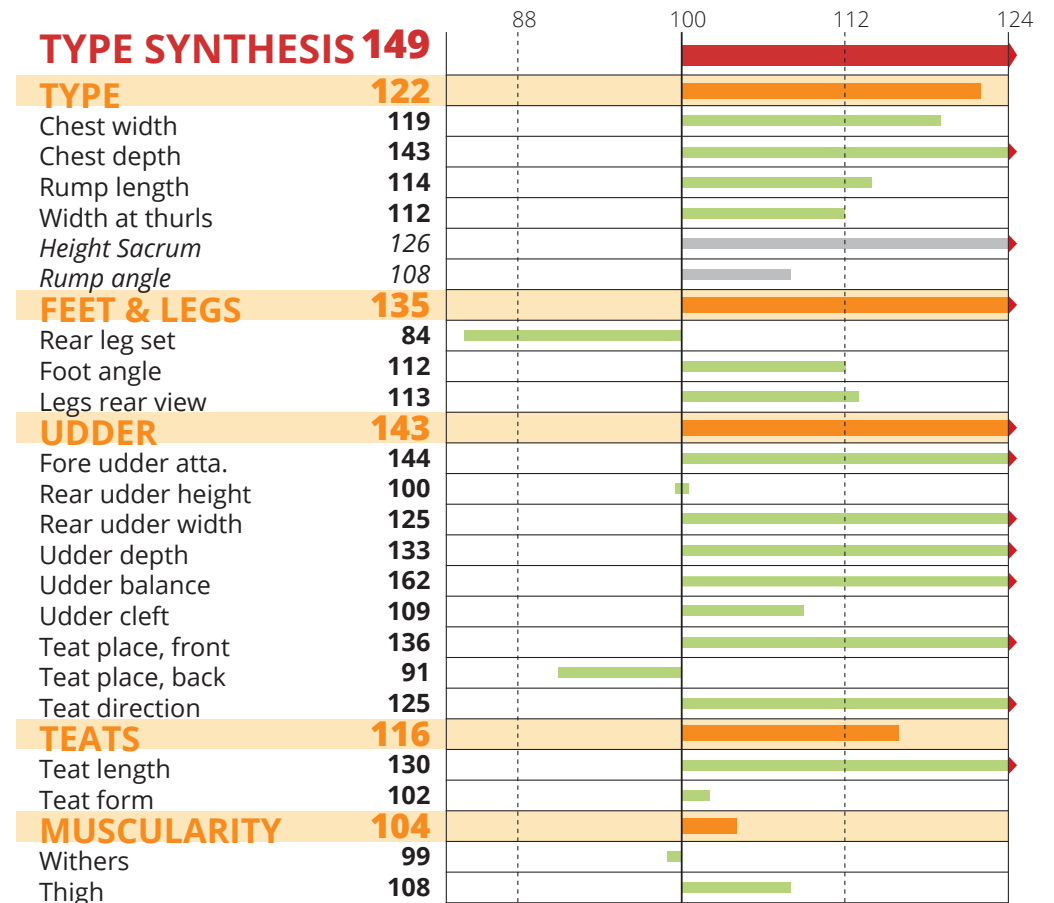 88 100 112 124
TYPE SYNTHESIS 149
TYPE 122
Chest width 119
Chest depth 143
Rump length 114
Width at thurls 112
Height Sacrum 126
Rump angle 108
FEET & LEGS 135
Rear leg set 84
Foot angle 112
Legs rear view 113
UDDER 143
Fore udder atta. 144
Rear udder height 100
Rear udder width 125
Udder depth 133
Udder balance 162
Udder cleft 109
Teat place, front 136
Teat place, back 91
Teat direction 125
TEATS 116
Teat length 130
Teat form 102
MUSCULARITY 104
Withers 99
Thigh 108